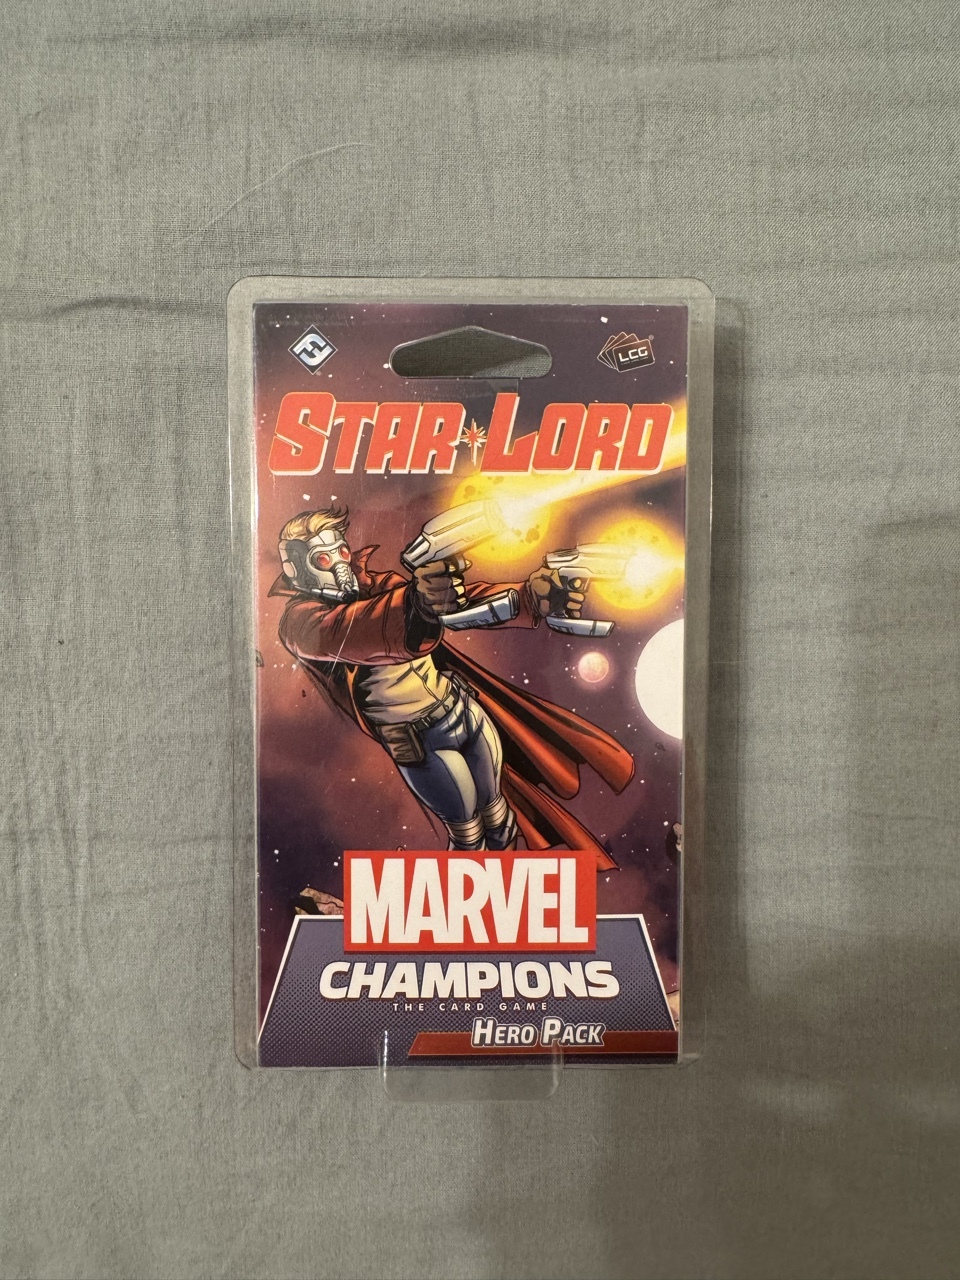 LCG
STAR-LORD
MARVEL
CHAMPIONS
THE CARD GAME
HERO PACK